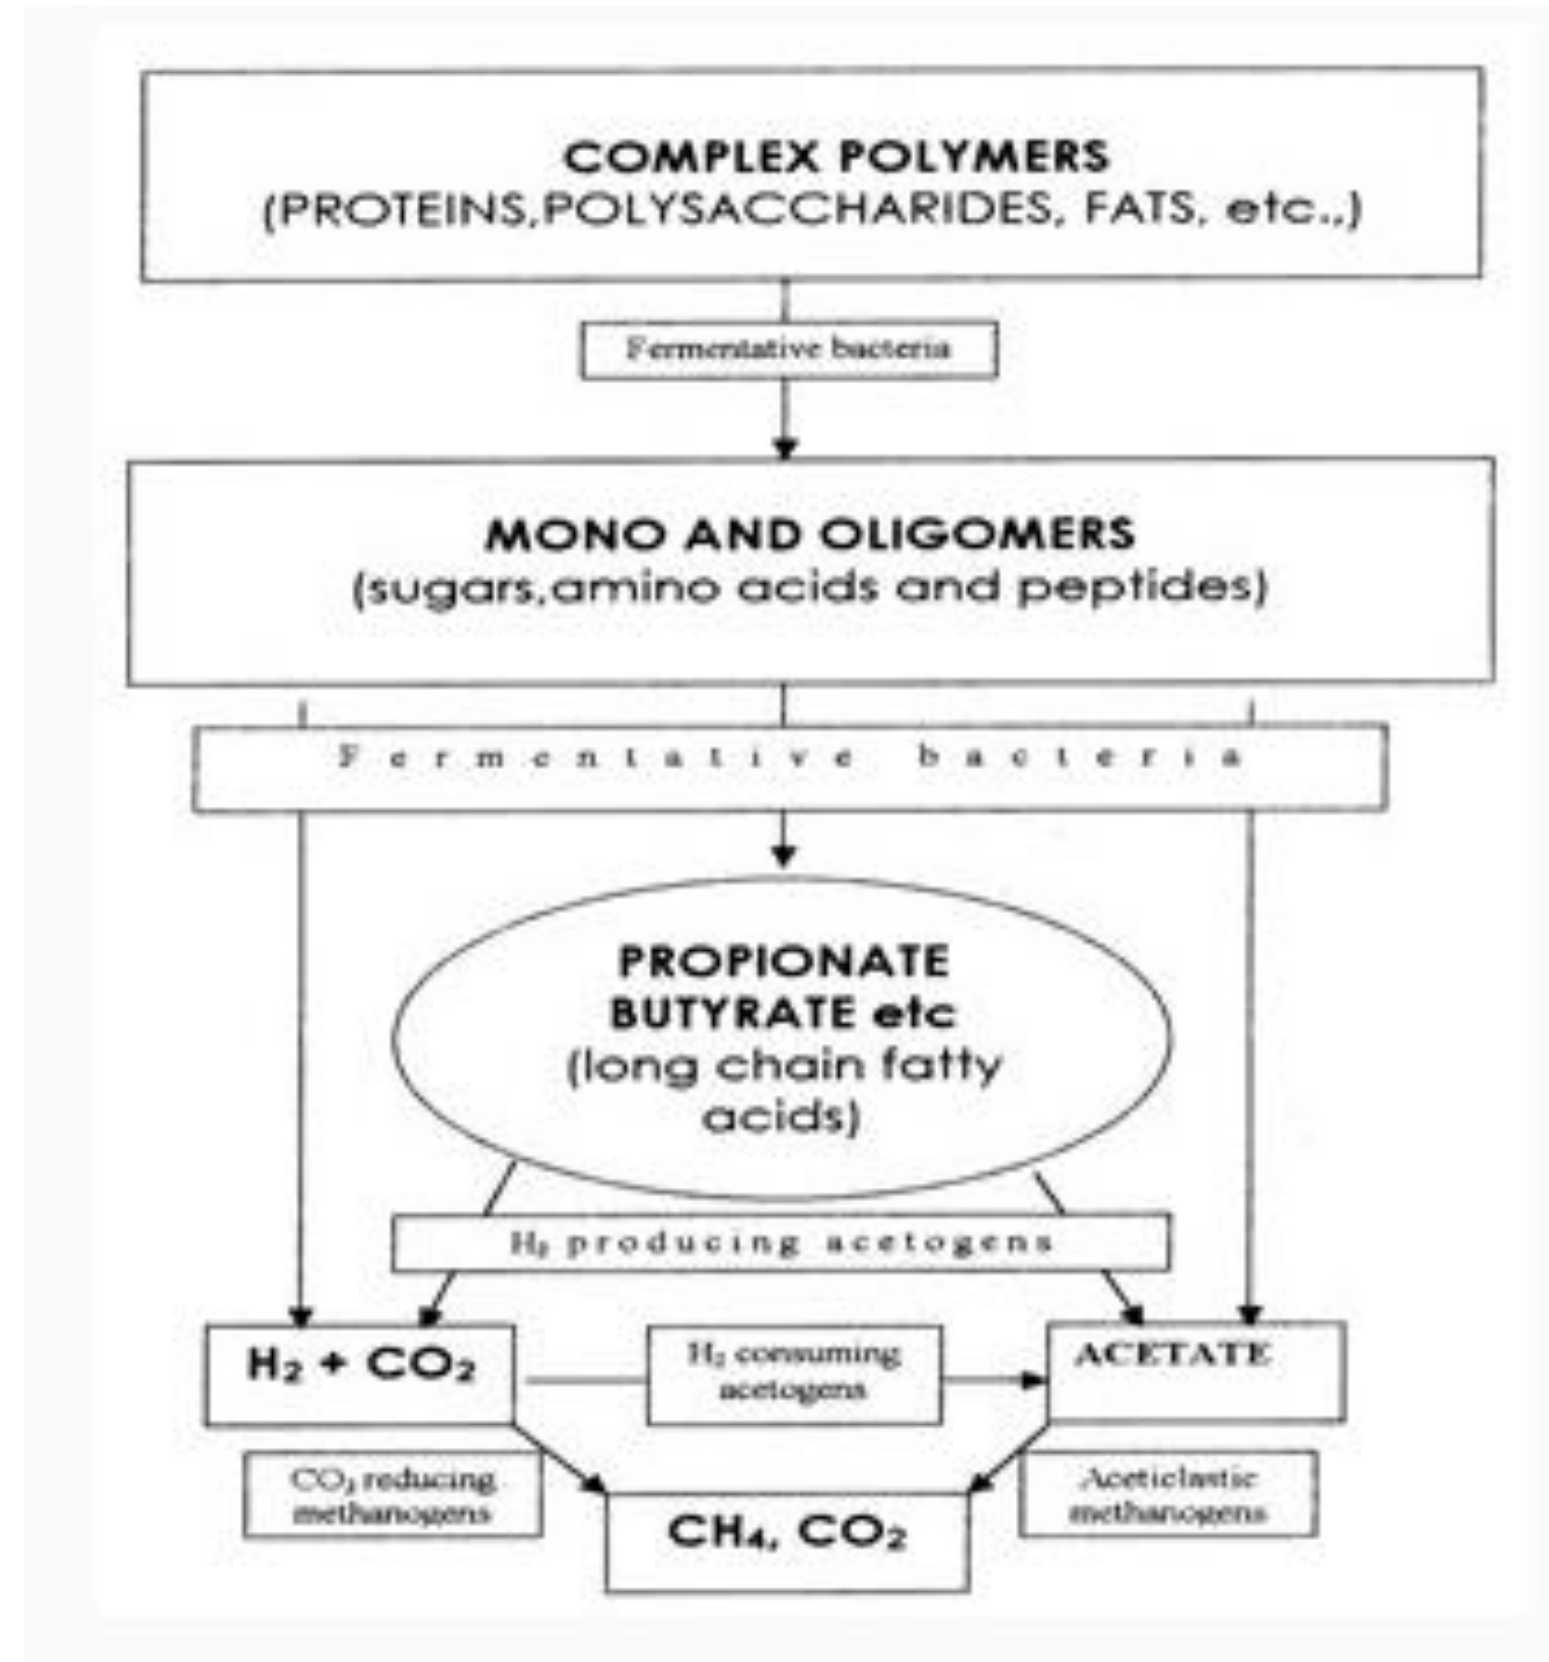 COMPLEX POLYMERS
(PROTEINS,POLYSACCHARIDES, FATS, etc.,)
Fermentative bacteria
MONO AND OLIGOMERS
(sugars,amino acids and peptides)
Fermentative bacteria
PROPIONATE
BUTYRATE etc
(long chain fatty
acids)
H₂ producing acetogens
H₂ + CO₂
H₂ consuming
acetogens
ACETATE
CO₂ reducing
methanogens
CH₄, CO₂
Aceticlastic
methanogens